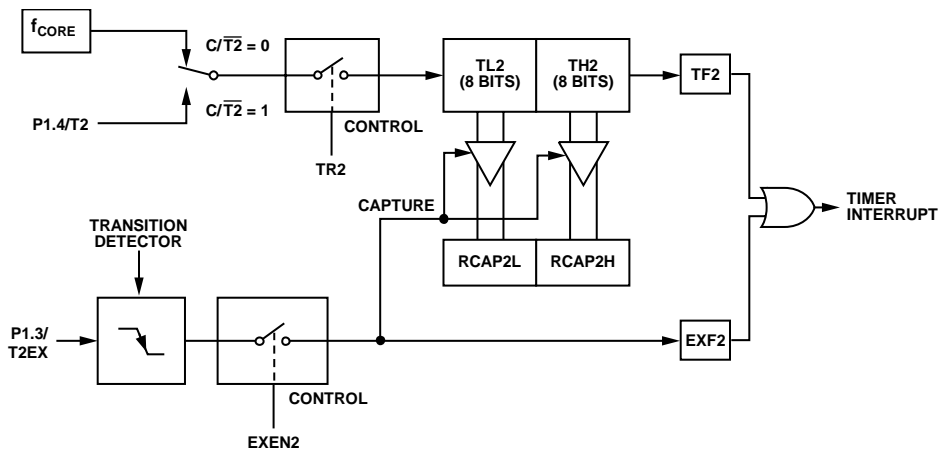 fCORE
C/T2 = 0
C/T2 = 1
P1.4/T2
CONTROL
TR2
TL2
(8 BITS)
TH2
(8 BITS)
TF2
CAPTURE
TIMER
INTERRUPT
TRANSITION
DETECTOR
RCAP2L
RCAP2H
P1.3/
T2EX
EXF2
CONTROL
EXEN2